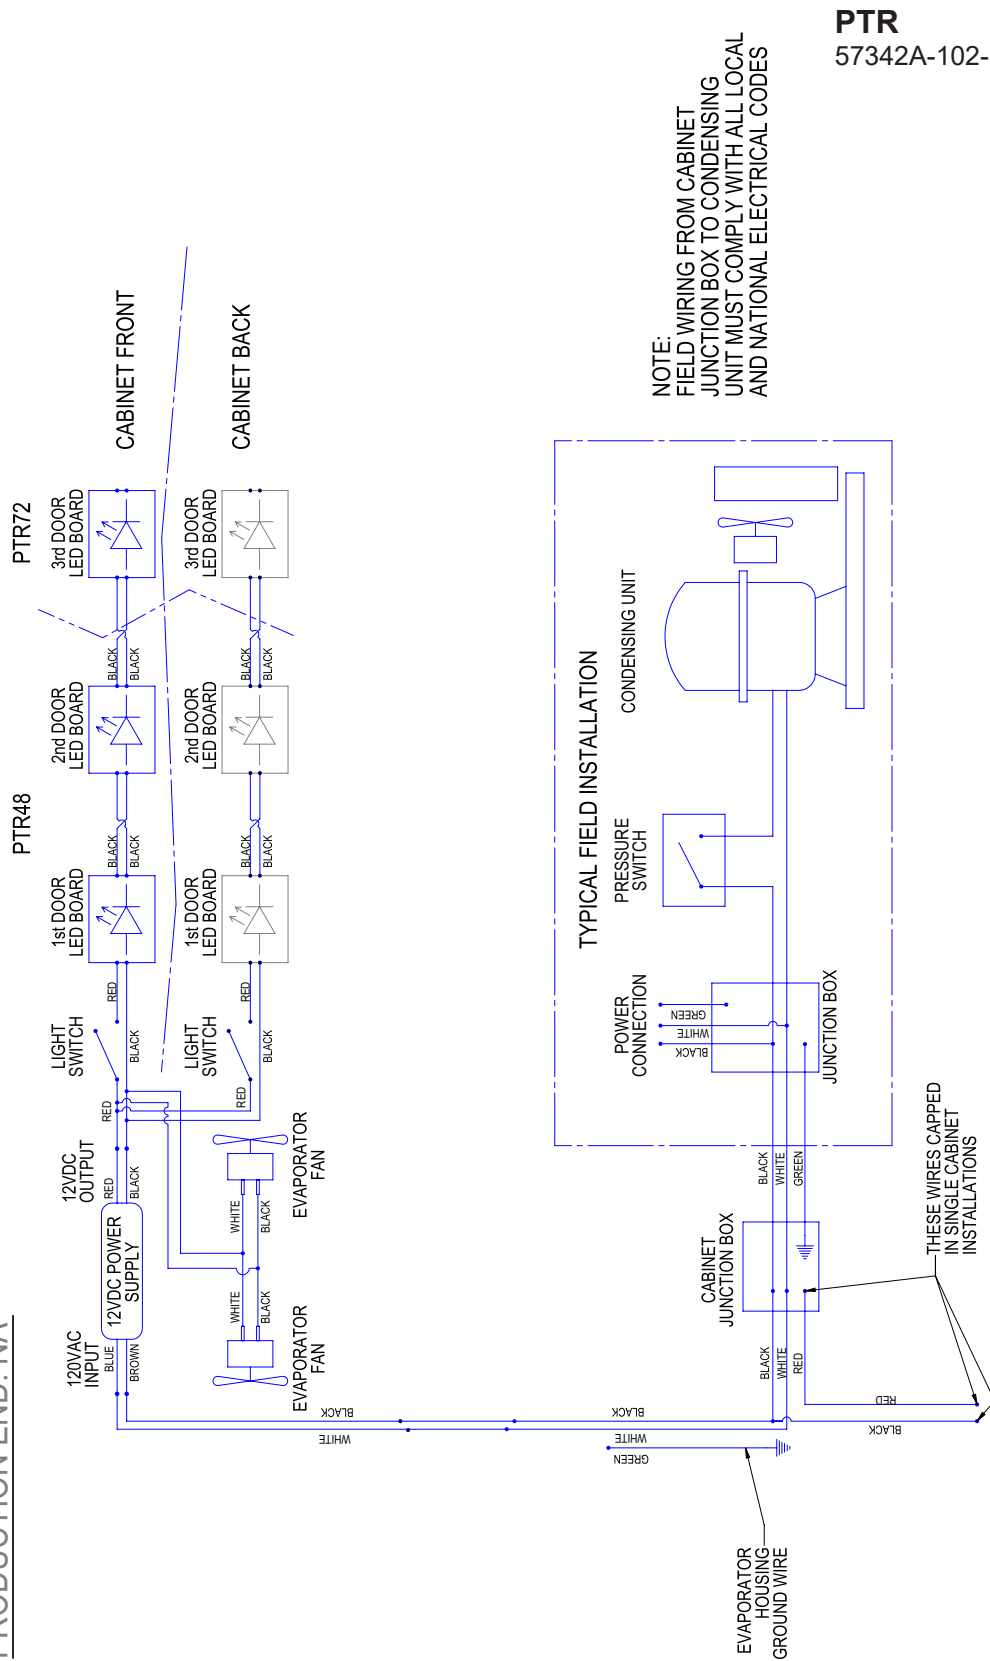 PTR
57342A-102-
PRODUCTION END: NA
NOTE:
FIELD WIRING FROM CABINET
JUNCTION BOX TO CONDENSING
UNIT MUST COMPLY WITH ALL LOCAL
AND NATIONAL ELECTRICAL CODES
PTR48
PTR72
CABINET FRONT
CABINET BACK
120VAC
INPUT
BLUE
BROWN
12VDC POWER
SUPPLY
12VDC
OUTPUT
RED
BLACK
RED
LIGHT
SWITCH
BLACK
RED
1st DOOR
LED BOARD
BLACK
BLACK
2nd DOOR
LED BOARD
BLACK
BLACK
3rd DOOR
LED BOARD
RED
LIGHT
SWITCH
BLACK
RED
1st DOOR
LED BOARD
BLACK
BLACK
2nd DOOR
LED BOARD
BLACK
BLACK
3rd DOOR
LED BOARD
EVAPORATOR
FAN
WHITE
BLACK
WHITE
BLACK
EVAPORATOR
FAN
BLACK
WHITE
BLACK
WHITE
GREEN
EVAPORATOR
HOUSING
GROUND WIRE
BLACK
WHITE
RED
RED
BLACK
CABINET
JUNCTION BOX
BLACK
WHITE
GREEN
THESE WIRES CAPPED
IN SINGLE CABINET
INSTALLATIONS
TYPICAL FIELD INSTALLATION
POWER
CONNECTION
BLACK
WHITE
GREEN
JUNCTION BOX
PRESSURE
SWITCH
CONDENSING UNIT